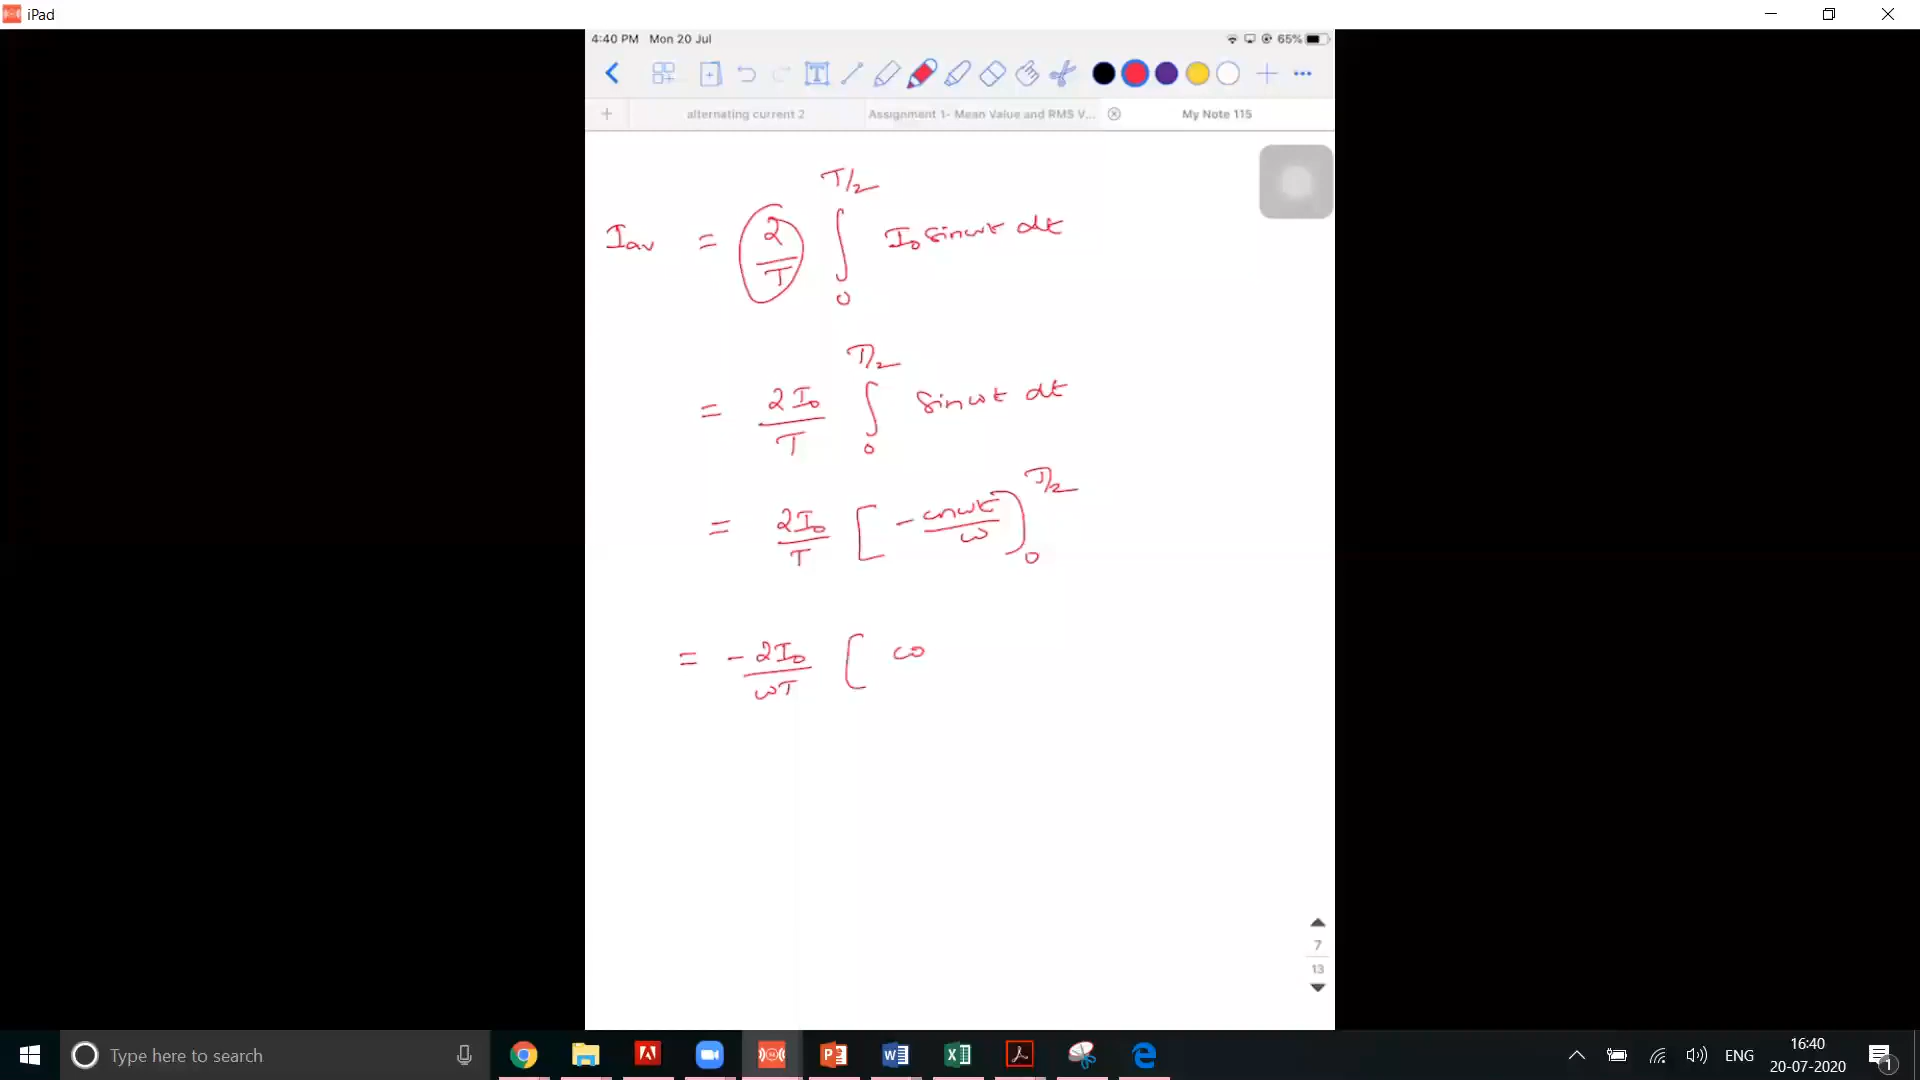 iPad
4:40 PM Mon 20 Jul
65%
alternating current 2
Assignment 1- Mean Value and RMS V...
My Note 115
T/2
Iav = 2/T ∫ I₀ sinωt dt
0
T/2
= 2I₀/T ∫ sinωt dt
0
T/2
= 2I₀/T [ - cosωt/ω ]
0
= - 2I₀/ωT [ co
7
13
Type here to search
ENG
16:40
20-07-2020
1